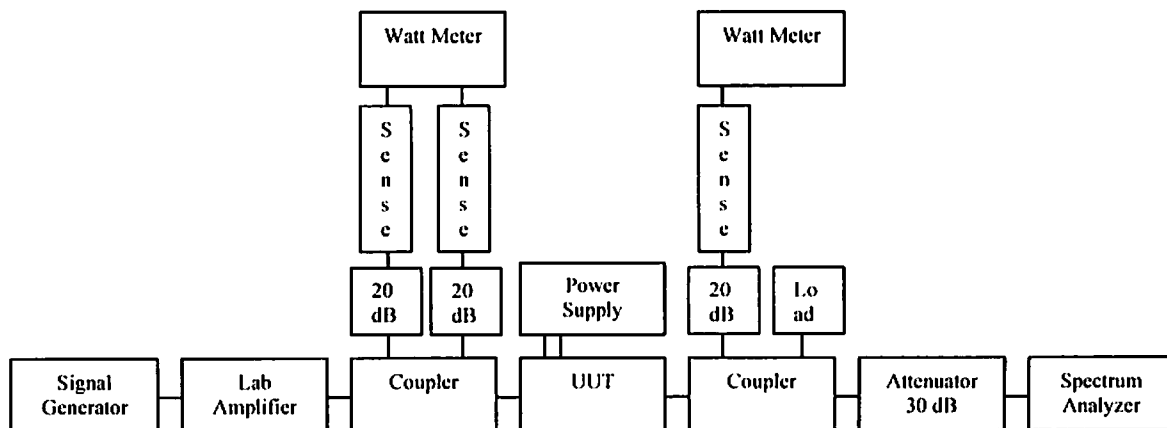 Watt Meter
Watt Meter
S
e
n
s
e
S
e
n
s
e
S
e
n
s
e
20
dB
20
dB
Power
Supply
20
dB
Lo
ad
Signal
Generator
Lab
Amplifier
Coupler
UUT
Coupler
Attenuator
30 dB
Spectrum
Analyzer